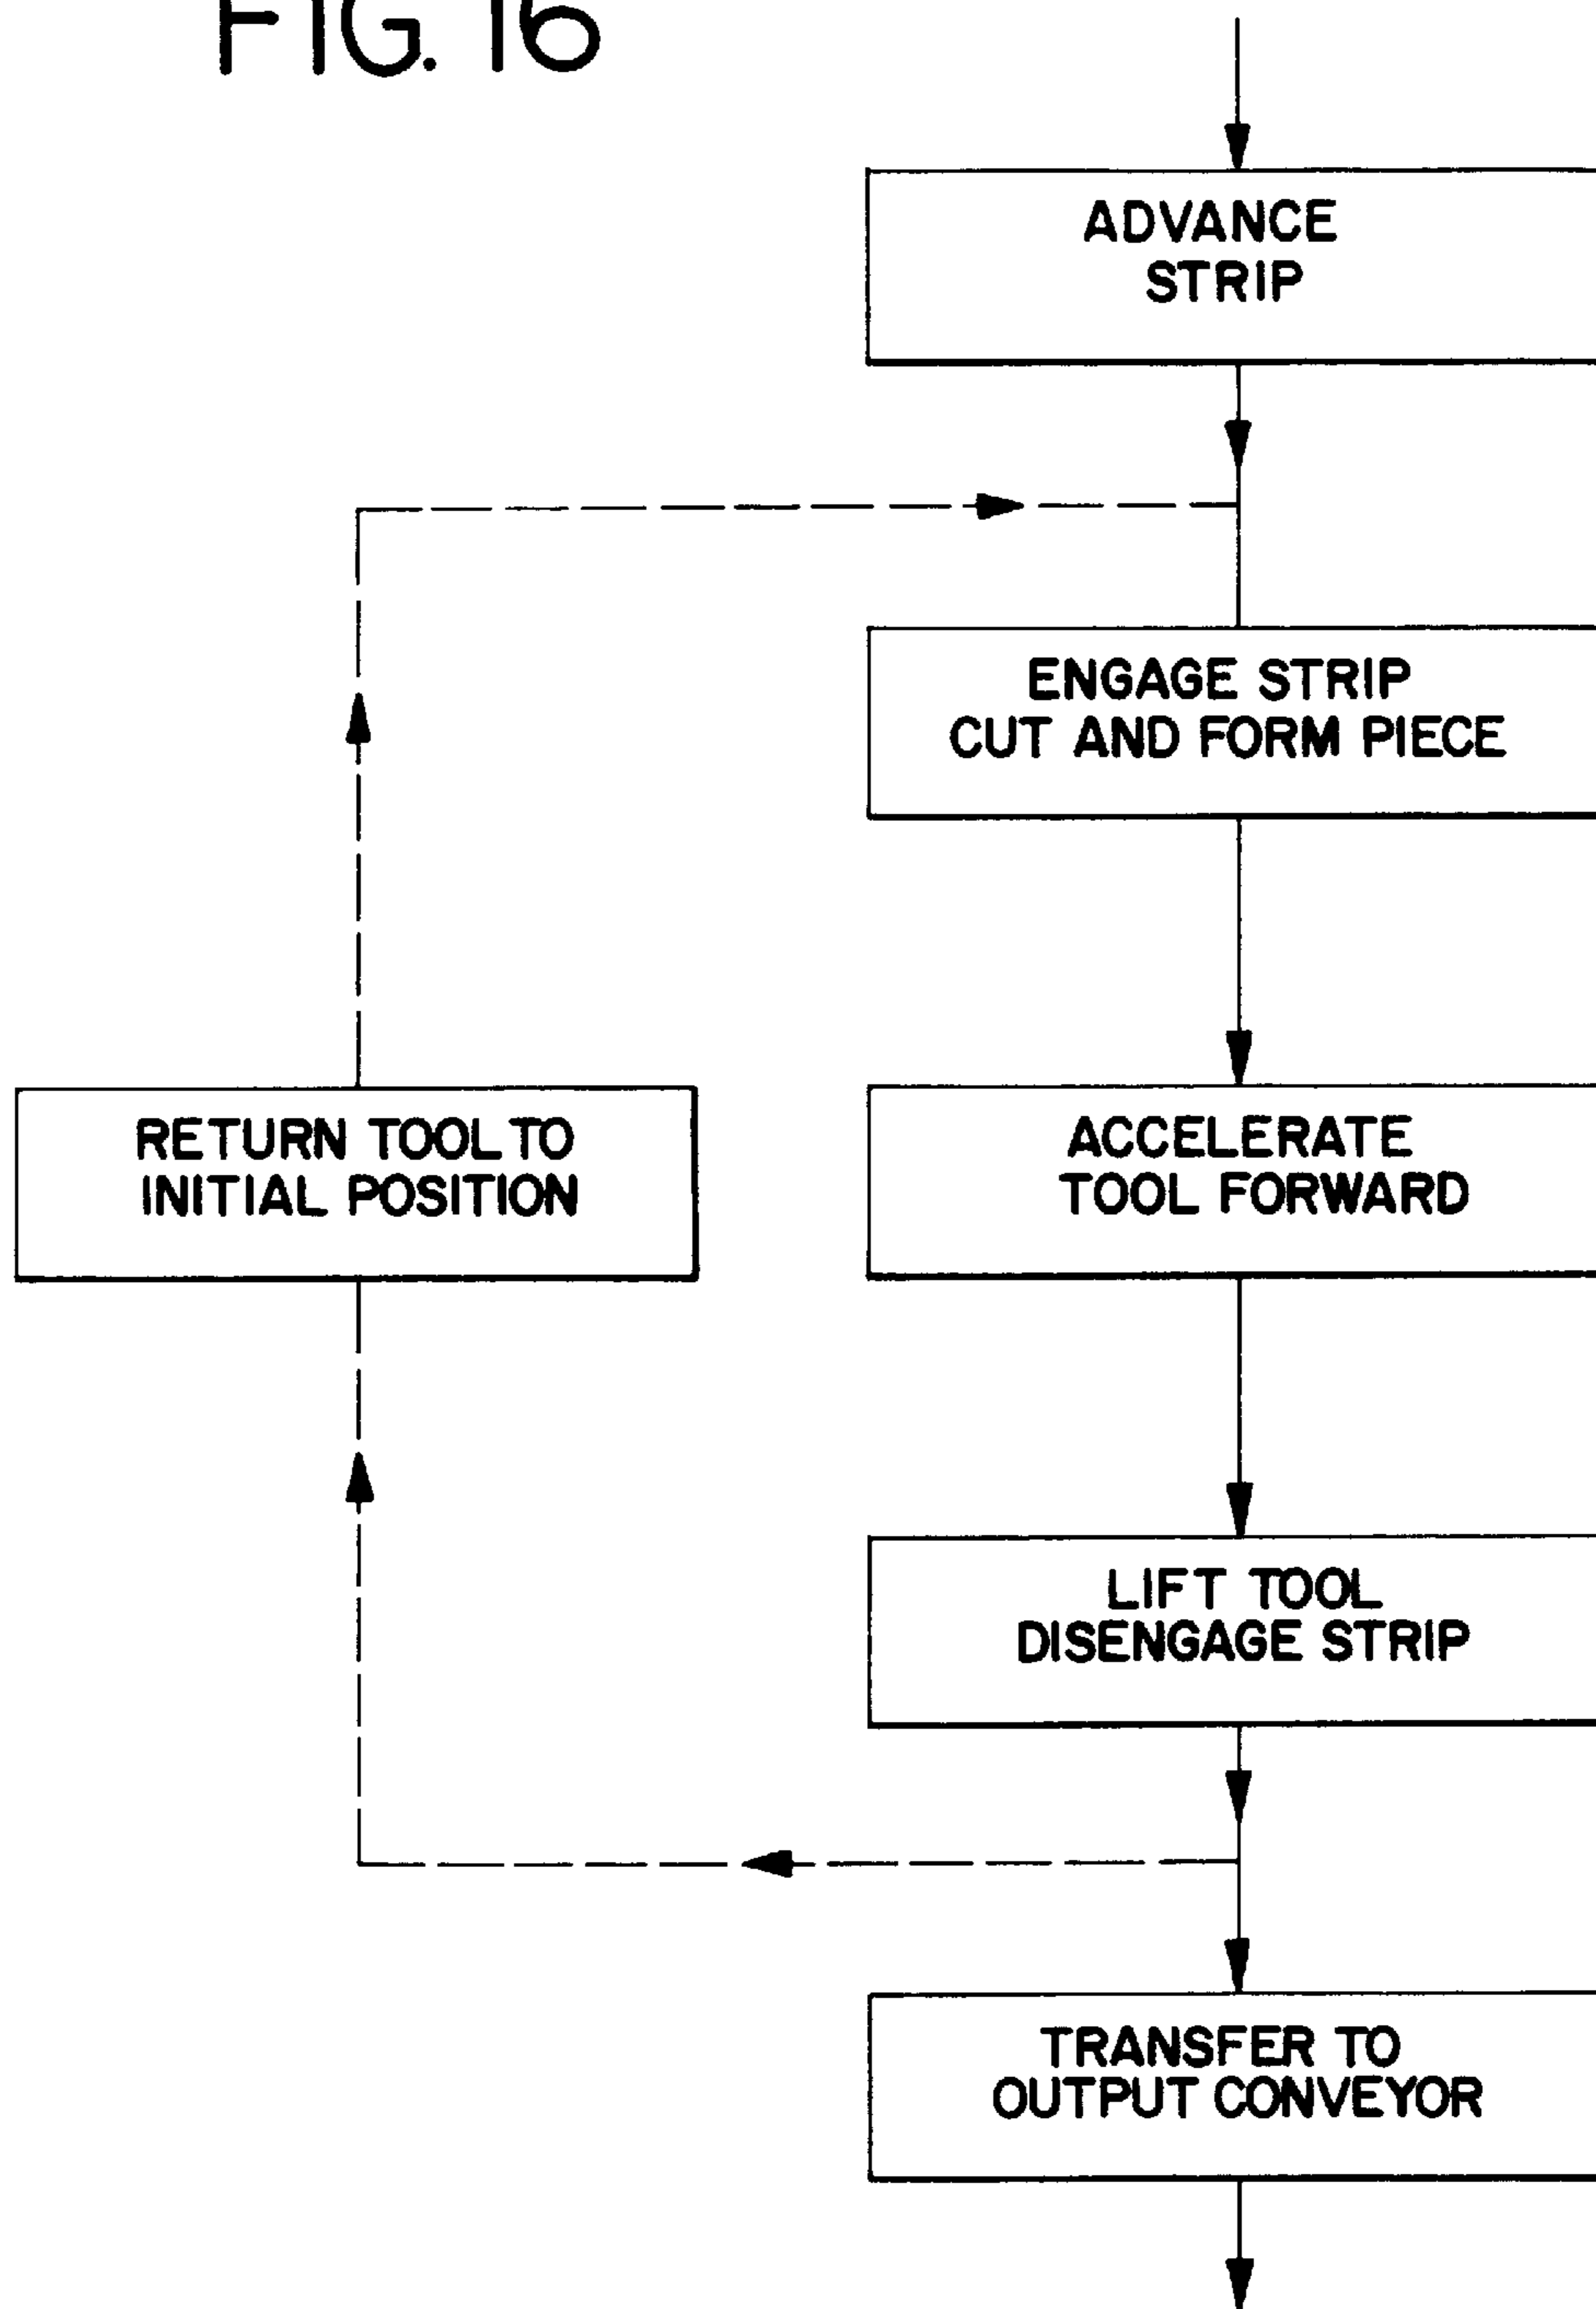 FIG. 16
ADVANCE
STRIP
ENGAGE STRIP
CUT AND FORM PIECE
RETURN TOOL TO
INITIAL POSITION
ACCELERATE
TOOL FORWARD
LIFT TOOL
DISENGAGE STRIP
TRANSFER TO
OUTPUT CONVEYOR